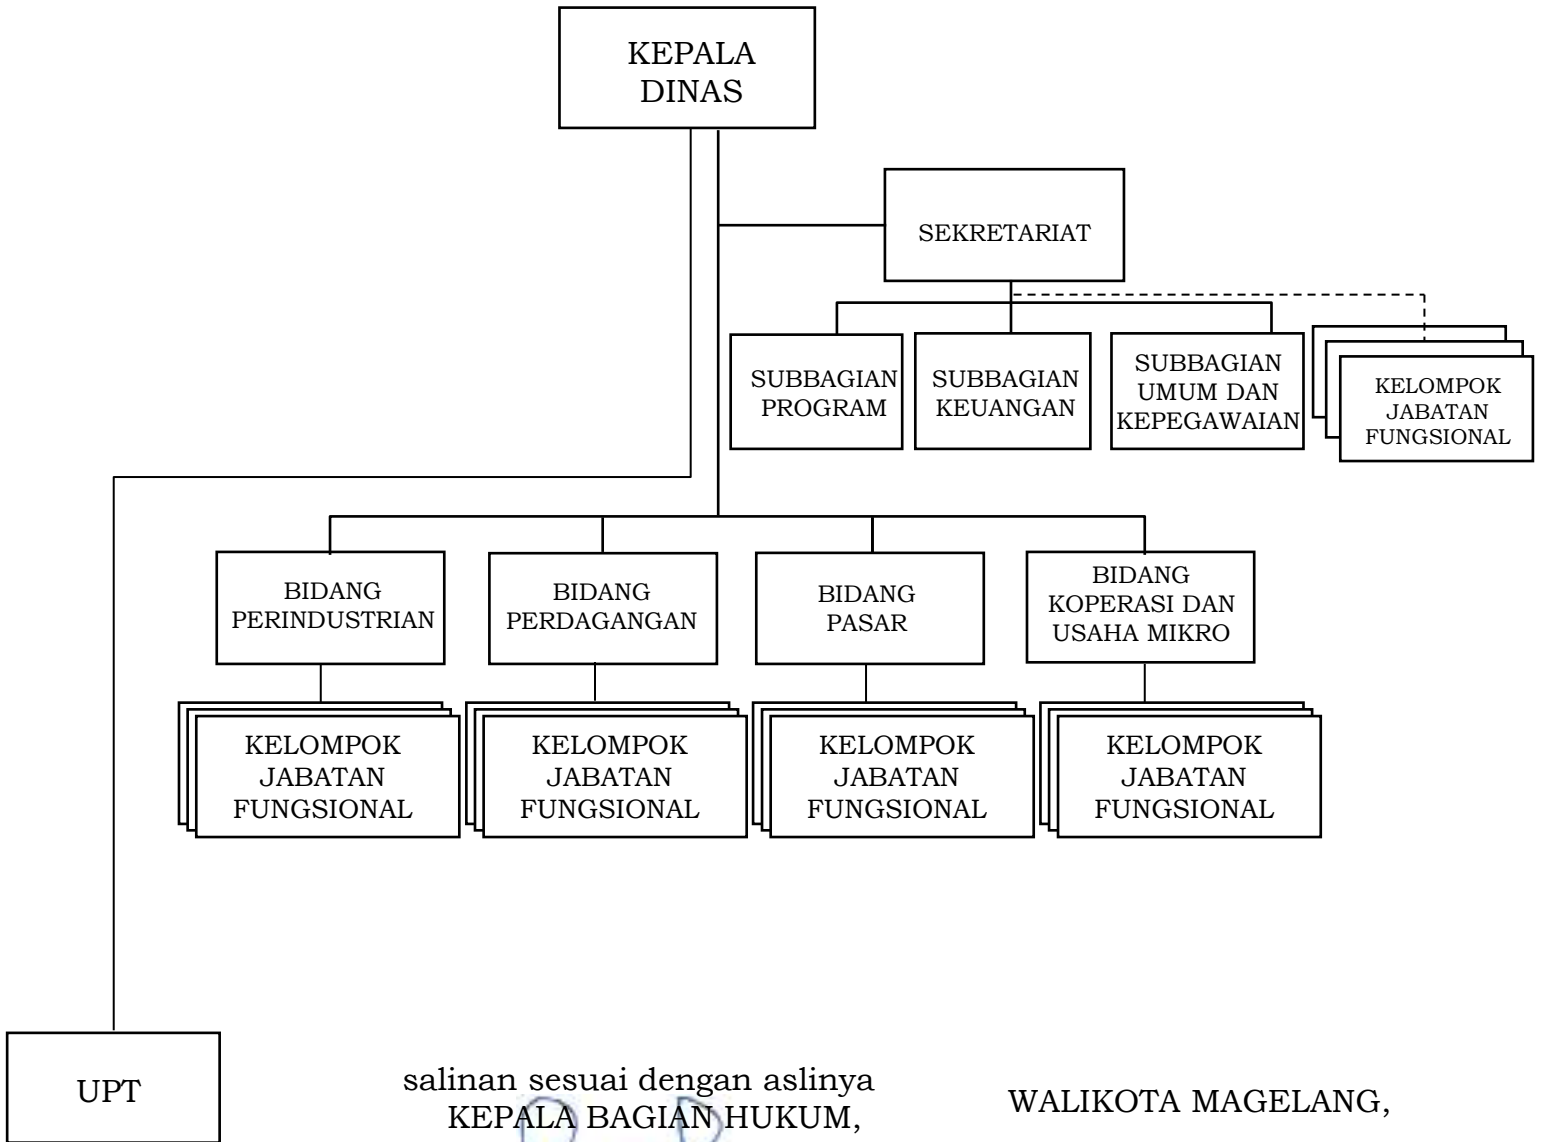 KEPALA
DINAS
SEKRETARIAT
SUBBAGIAN
PROGRAM
SUBBAGIAN
KEUANGAN
SUBBAGIAN
UMUM DAN
KEPEGAWAIAN
KELOMPOK
JABATAN
FUNGSIONAL
BIDANG
PERINDUSTRIAN
BIDANG
PERDAGANGAN
BIDANG
PASAR
BIDANG
KOPERASI DAN
USAHA MIKRO
KELOMPOK
JABATAN
FUNGSIONAL
KELOMPOK
JABATAN
FUNGSIONAL
KELOMPOK
JABATAN
FUNGSIONAL
KELOMPOK
JABATAN
FUNGSIONAL
UPT
salinan sesuai dengan aslinya
KEPALA BAGIAN HUKUM,
WALIKOTA MAGELANG,